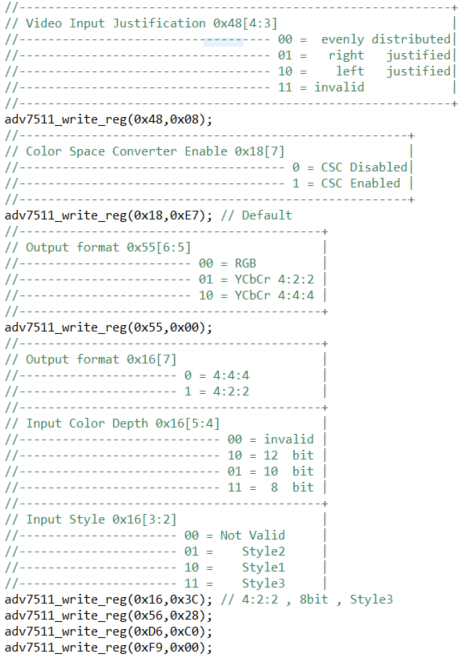 //-------------------------------------------------------+
// Video Input Justification 0x48[4:3]                   |
//-------------------------------- 00 =   evenly distributed|
//-------------------------------- 01 =    right   justified|
//-------------------------------- 10 =     left   justified|
//-------------------------------- 11 = invalid             |
//-------------------------------------------------------+
adv7511_write_reg(0x48,0x08);
//--------------------------------------------------+
// Color Space Converter Enable 0x18[7]             |
//---------------------------------- 0 = CSC Disabled|
//---------------------------------- 1 = CSC Enabled |
//--------------------------------------------------+
adv7511_write_reg(0x18,0xE7); // Default
//---------------------------------------+
// Output format 0x55[6:5]               |
//---------------------- 00 = RGB         |
//---------------------- 01 = YCbCr 4:2:2 |
//---------------------- 10 = YCbCr 4:4:4 |
//---------------------------------------+
adv7511_write_reg(0x55,0x00);
//---------------------------------------+
// Output format 0x16[7]                 |
//-------------------- 0 = 4:4:4          |
//-------------------- 1 = 4:2:2          |
//---------------------------------------+
// Input Color Depth 0x16[5:4]           |
//-------------------------- 00 = invalid |
//-------------------------- 10 = 12  bit |
//-------------------------- 01 = 10  bit |
//-------------------------- 11 =  8  bit |
//---------------------------------------+
// Input Style 0x16[3:2]                 |
//-------------------- 00 = Not Valid     |
//-------------------- 01 =    Style2     |
//-------------------- 10 =    Style1     |
//-------------------- 11 =    Style3     |
adv7511_write_reg(0x16,0x3C); // 4:2:2 , 8bit , Style3
adv7511_write_reg(0x56,0x28);
adv7511_write_reg(0xD6,0xC0);
adv7511_write_reg(0xF9,0x00);